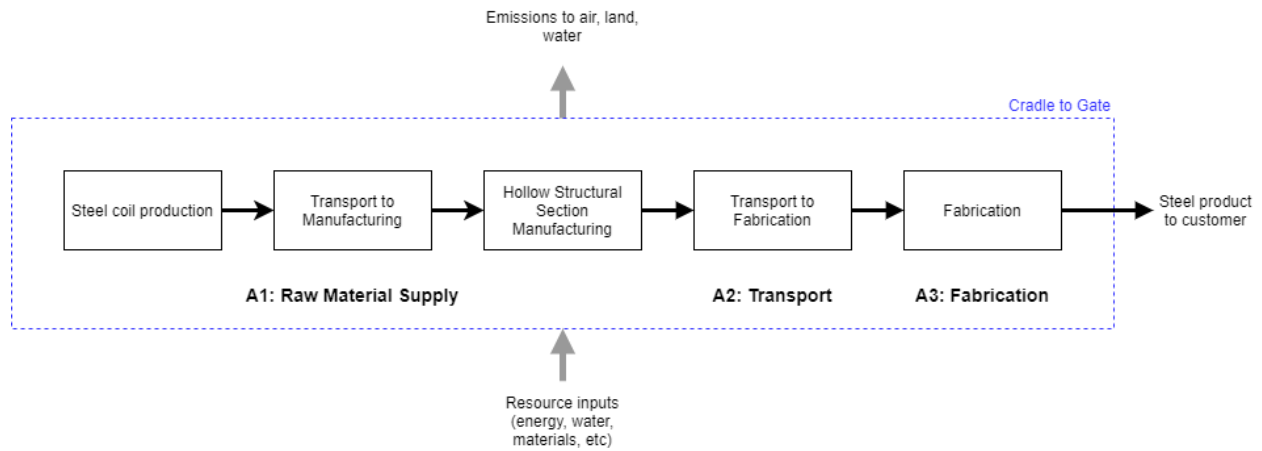 Emissions to air, land,
water
Cradle to Gate
Steel coil production
Transport to
Manufacturing
Hollow Structural
Section
Manufacturing
Transport to
Fabrication
Fabrication
Steel product
to customer
A1: Raw Material Supply
A2: Transport
A3: Fabrication
Resource inputs
(energy, water,
materials, etc)